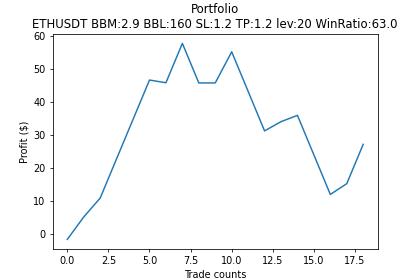 Portfolio
ETHUSDT BBM:2.9 BBL:160 SL:1.2 TP:1.2 lev:20 WinRatio:63.0
60
50
40
30
20
10
0
Profit ($)
0.0 2.5 5.0 7.5 10.0 12.5 15.0 17.5
Trade counts